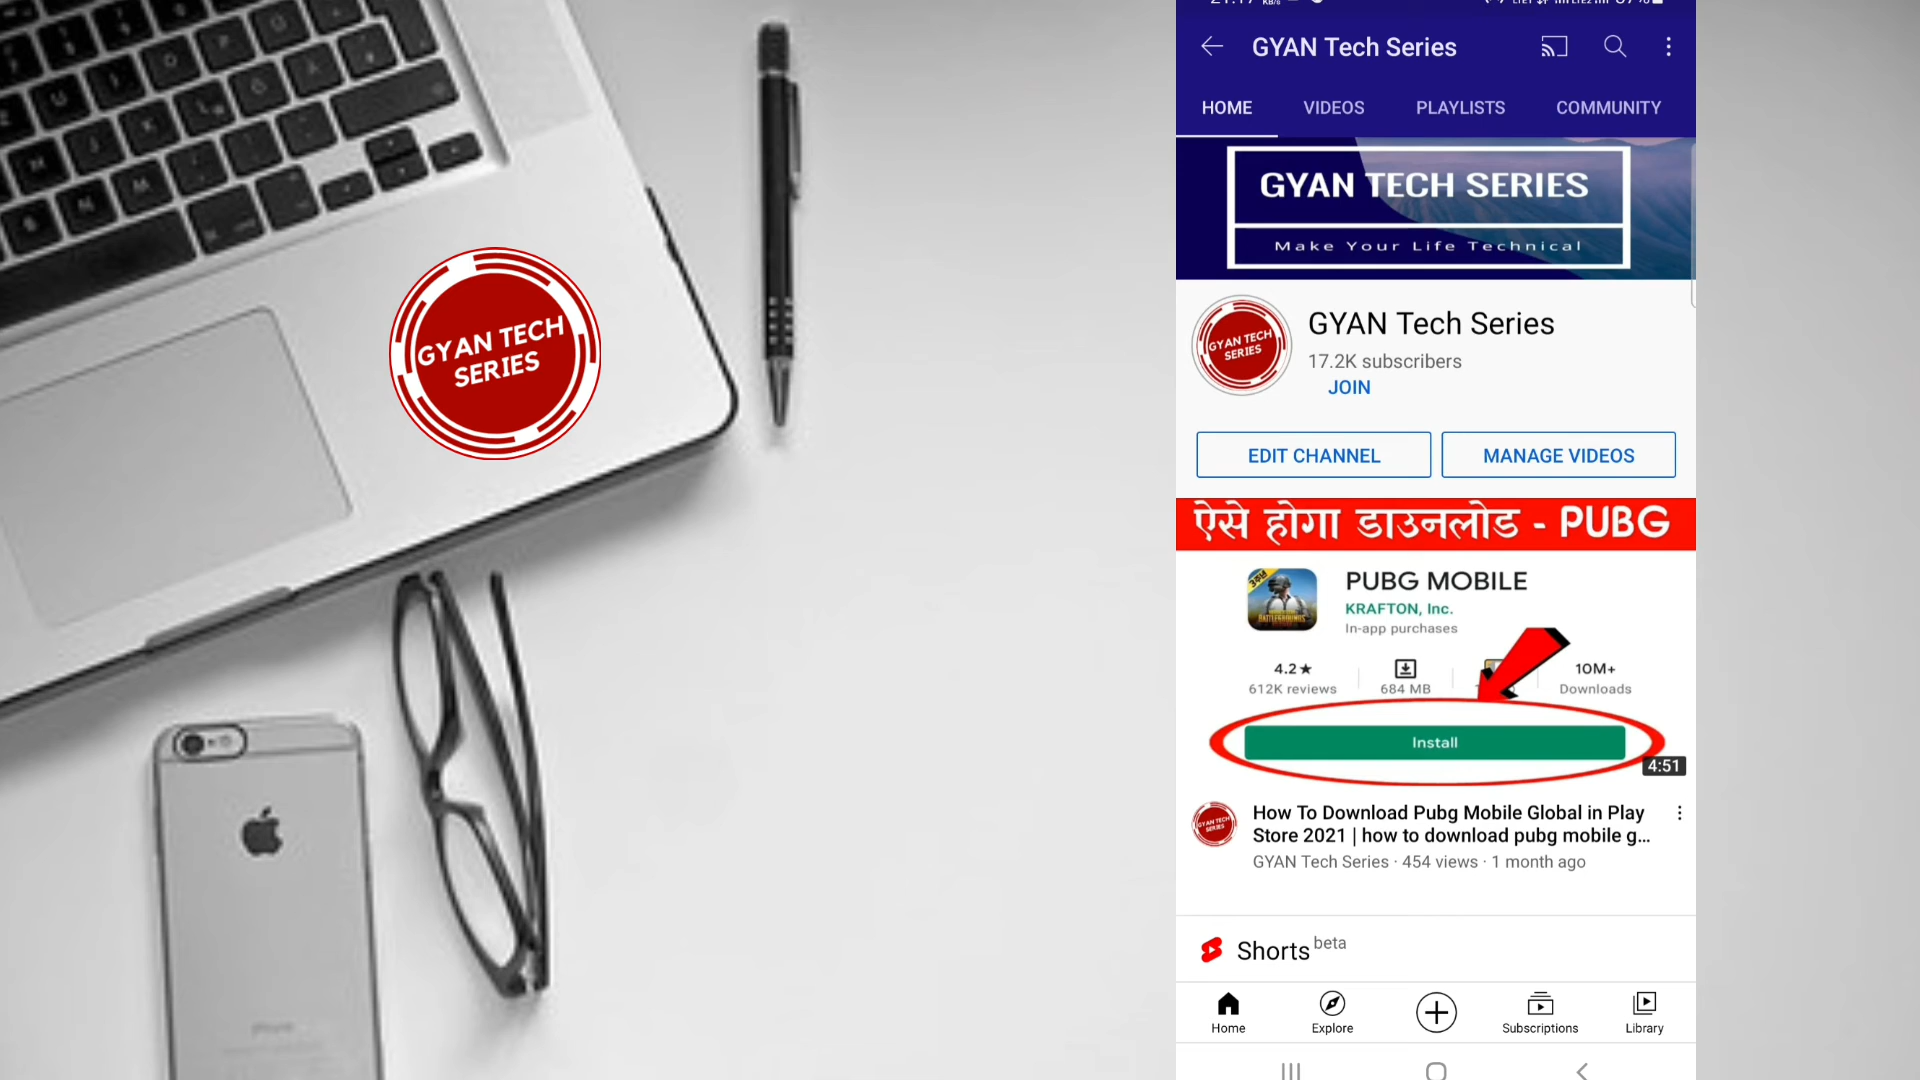 GYAN TECH
SERIES
GYAN Tech Series
HOME VIDEOS PLAYLISTS COMMUNITY
GYAN TECH SERIES
Make Your Life Technical
GYAN TECH
SERIES
GYAN Tech Series
17.2K subscribers
JOIN
EDIT CHANNEL MANAGE VIDEOS
ऐसे होगा डाउनलोड - PUBG
PUBG MOBILE
KRAFTON, Inc.
In-app purchases
4.2★ 10M+
612K reviews 684 MB Downloads
Install
4:51
How To Download Pubg Mobile Global in Play
Store 2021 | how to download pubg mobile g...
GYAN Tech Series · 454 views · 1 month ago
GYAN TECH
SERIES
Shorts beta
Home Explore Subscriptions Library